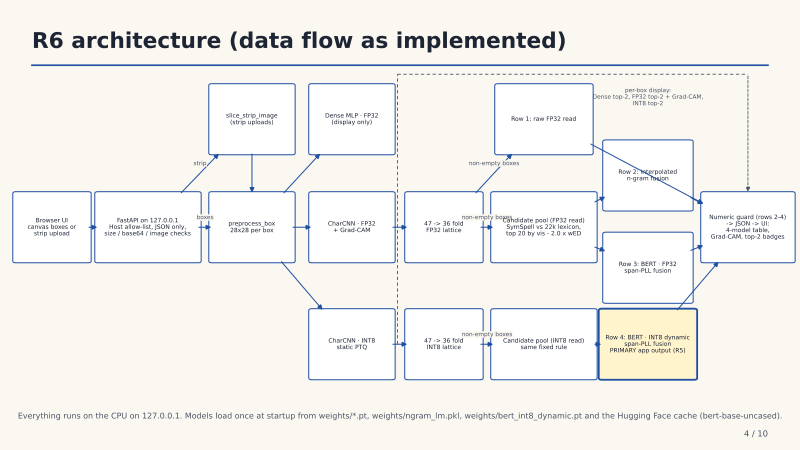 R6 architecture (data flow as implemented)
per-box display:
Dense top-2, FP32 top-2 + Grad-CAM,
INT8 top-2
slice_strip_image
(strip uploads)
Dense MLP · FP32
(display only)
Row 1: raw FP32 read
strip
non-empty boxes
Row 2: interpolated
n-gram fusion
Browser UI
canvas boxes or
strip upload
FastAPI on 127.0.0.1
Host allow-list, JSON only,
size / base64 / image checks
boxes
preprocess_box
28x28 per box
CharCNN · FP32
+ Grad-CAM
47 -> 36 fold
FP32 lattice
non-empty boxes
Candidate pool (FP32 read)
SymSpell vs 22k lexicon,
top 20 by vis - 2.0 x wED
Numeric guard (rows 2-4)
-> JSON -> UI:
4-model table,
Grad-CAM, top-2 badges
Row 3: BERT · FP32
span-PLL fusion
CharCNN · INT8
static PTQ
47 -> 36 fold
INT8 lattice
non-empty boxes
Candidate pool (INT8 read)
same fixed rule
Row 4: BERT · INT8 dynamic
span-PLL fusion
PRIMARY app output (R5)
Everything runs on the CPU on 127.0.0.1. Models load once at startup from weights/*.pt, weights/ngram_lm.pkl, weights/bert_int8_dynamic.pt and the Hugging Face cache (bert-base-uncased).
4 / 10